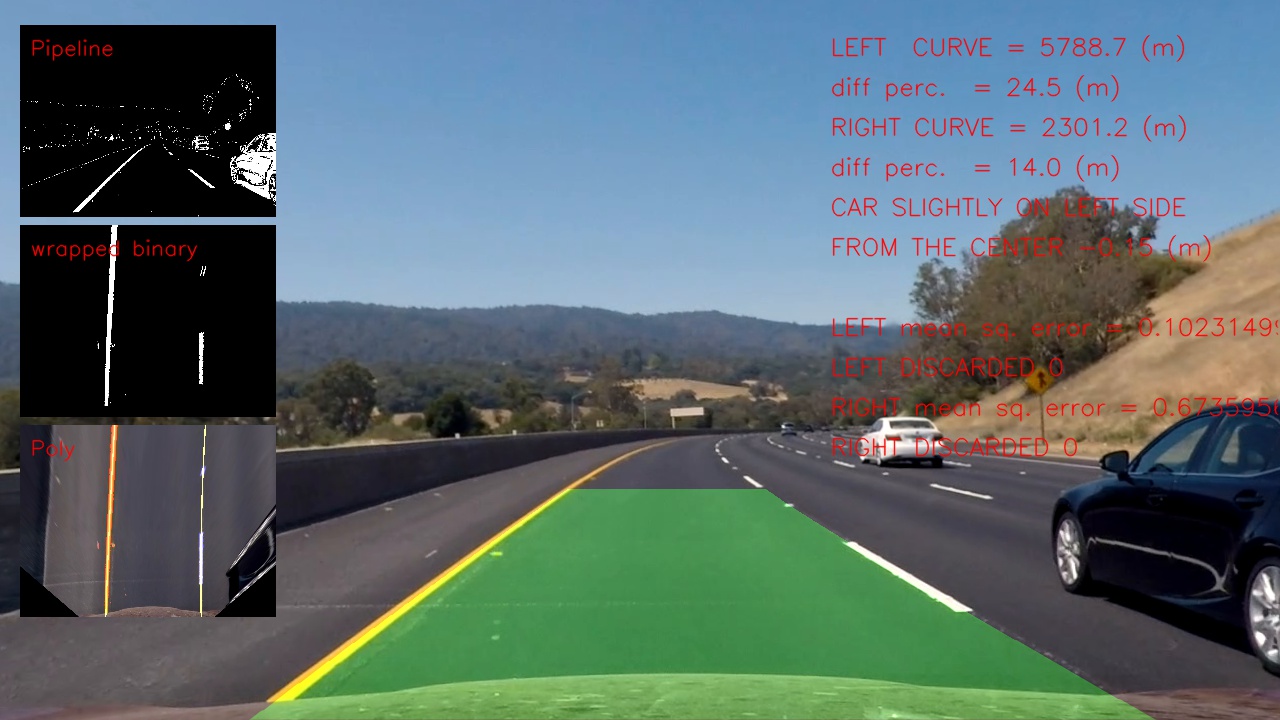 Pipeline
wrapped binary
Poly
LEFT CURVE = 5788.7 (m)
diff perc. = 24.5 (m)
RIGHT CURVE = 2301.2 (m)
diff perc. = 14.0 (m)
CAR SLIGHTLY ON LEFT SIDE
FROM THE CENTER -0.15 (m)
LEFT mean sq. error = 0.1023149
LEFT DISCARDED 0
RIGHT mean sq. error = 0.673595
RIGHT DISCARDED 0